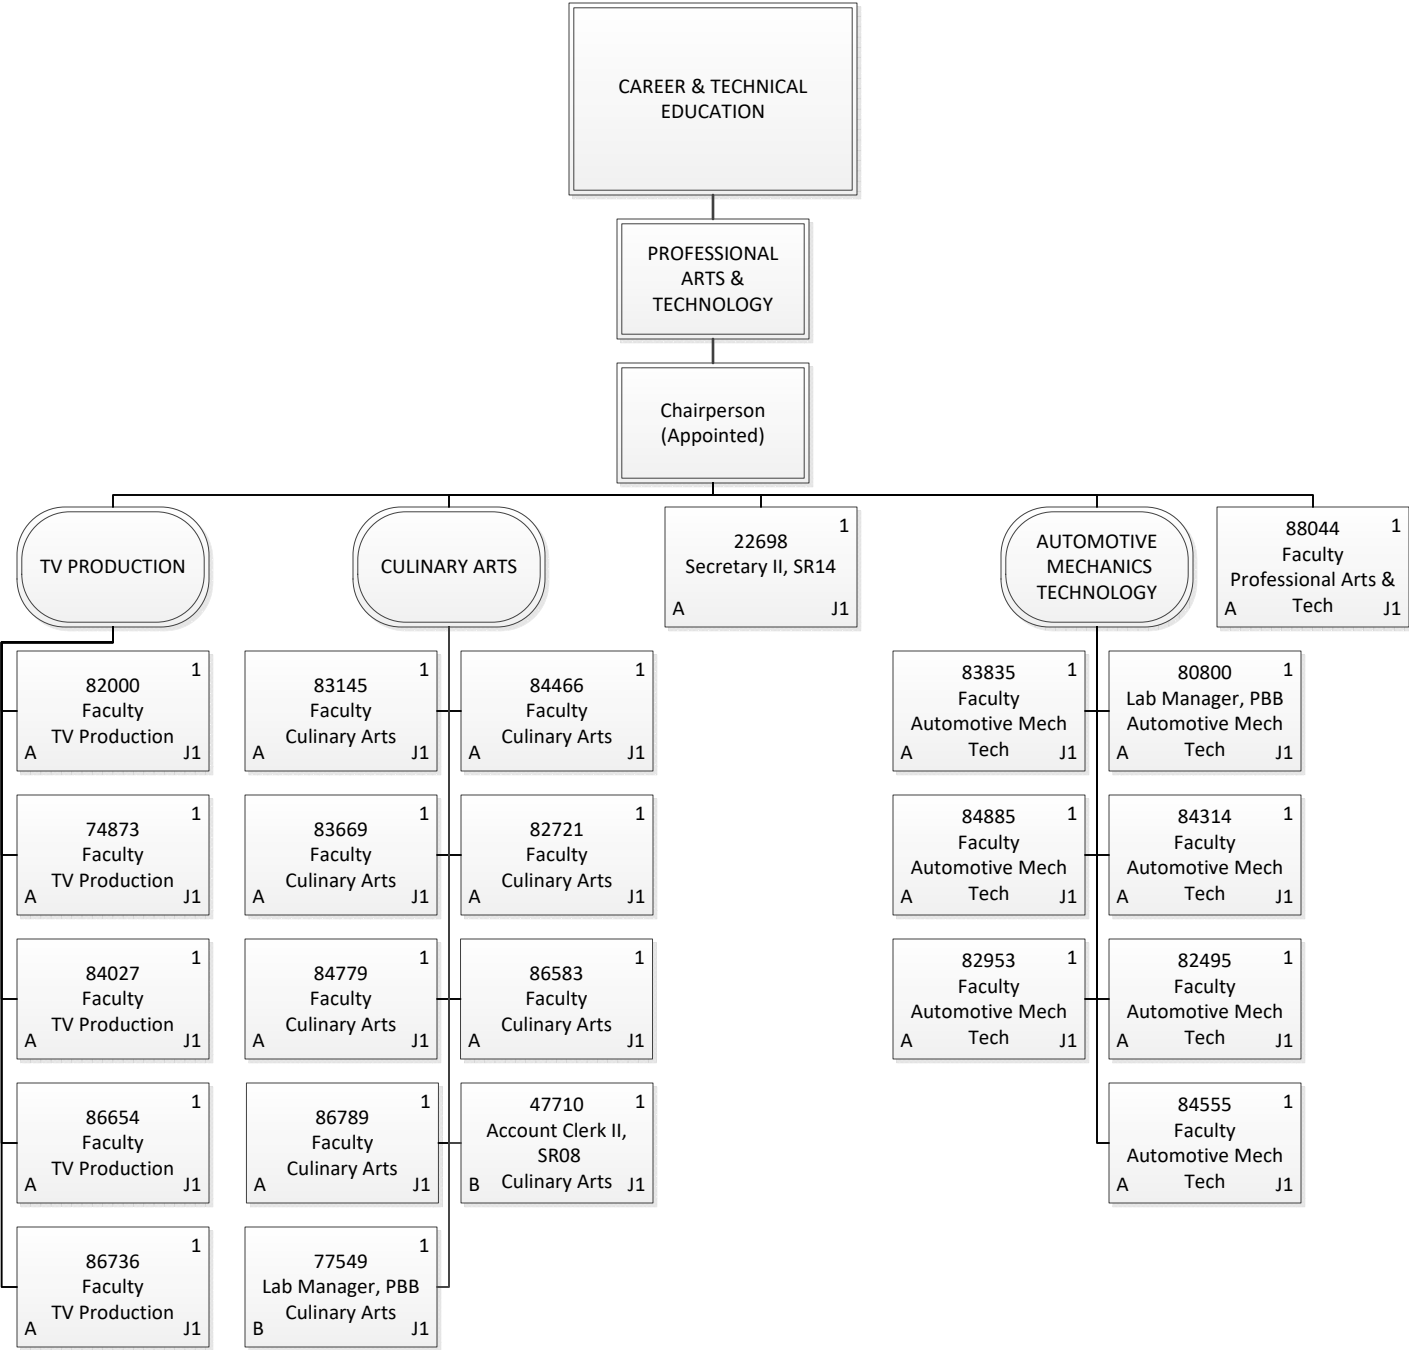 CAREER & TECHNICAL
EDUCATION
PROFESSIONAL
ARTS &
TECHNOLOGY
Chairperson
(Appointed)
TV PRODUCTION
CULINARY ARTS
1
22698
Secretary II, SR14
A J1
AUTOMOTIVE
MECHANICS
TECHNOLOGY
1
88044
Faculty
Professional Arts &
Tech
A J1
1
82000
Faculty
TV Production
A J1
1
74873
Faculty
TV Production
A J1
1
84027
Faculty
TV Production
A J1
1
86654
Faculty
TV Production
A J1
1
86736
Faculty
TV Production
A J1
1
83145
Faculty
Culinary Arts
A J1
1
84466
Faculty
Culinary Arts
A J1
1
83669
Faculty
Culinary Arts
A J1
1
82721
Faculty
Culinary Arts
A J1
1
84779
Faculty
Culinary Arts
A J1
1
86583
Faculty
Culinary Arts
A J1
1
86789
Faculty
Culinary Arts
A J1
47710 1
Account Clerk II,
SR08
Culinary Arts
B J1
1
77549
Lab Manager, PBB
Culinary Arts
B J1
83835 1
Faculty
Automotive Mech
Tech
A J1
80800 1
Lab Manager, PBB
Automotive Mech
Tech
A J1
84885 1
Faculty
Automotive Mech
Tech
A J1
84314 1
Faculty
Automotive Mech
Tech
A J1
82953 1
Faculty
Automotive Mech
Tech
A J1
82495 1
Faculty
Automotive Mech
Tech
A J1
84555 1
Faculty
Automotive Mech
Tech
A J1